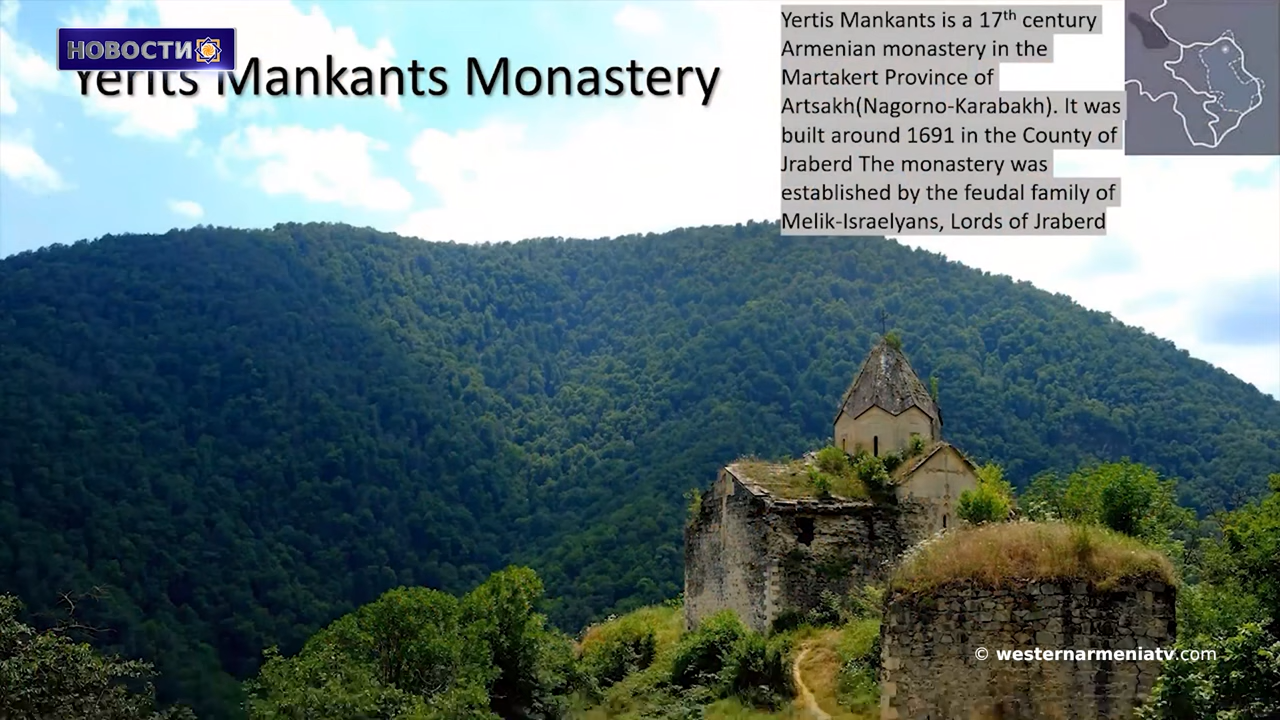 НОВОСТИ
Yerits Mankants Monastery
Yertis Mankants is a 17th century
Armenian monastery in the
Martakert Province of
Artsakh(Nagorno-Karabakh). It was
built around 1691 in the County of
Jraberd The monastery was
established by the feudal family of
Melik-Israelyans, Lords of Jraberd
© westernarmeniatv.com